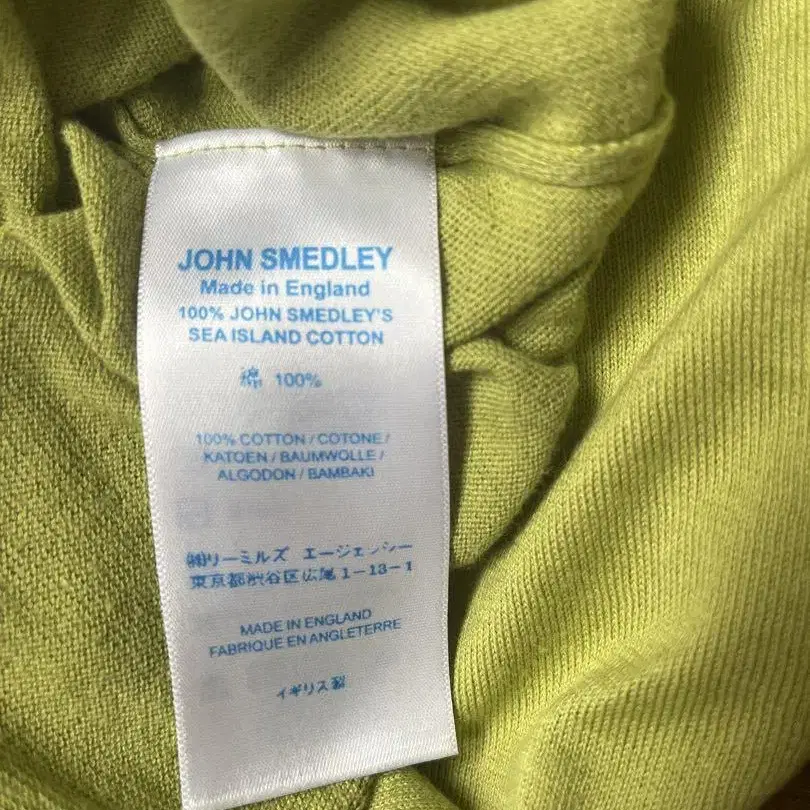 JOHN SMEDLEY
Made in England
100% JOHN SMEDLEY'S
SEA ISLAND COTTON
綿 100%
100% COTTON / COTONE /
KATOEN / BAUMWOLLE /
ALGODON / BAMBAKI
㈱リーミルズ エージェンシー
東京都渋谷区広尾1-13-1
MADE IN ENGLAND
FABRIQUE EN ANGLETERRE
イギリス製